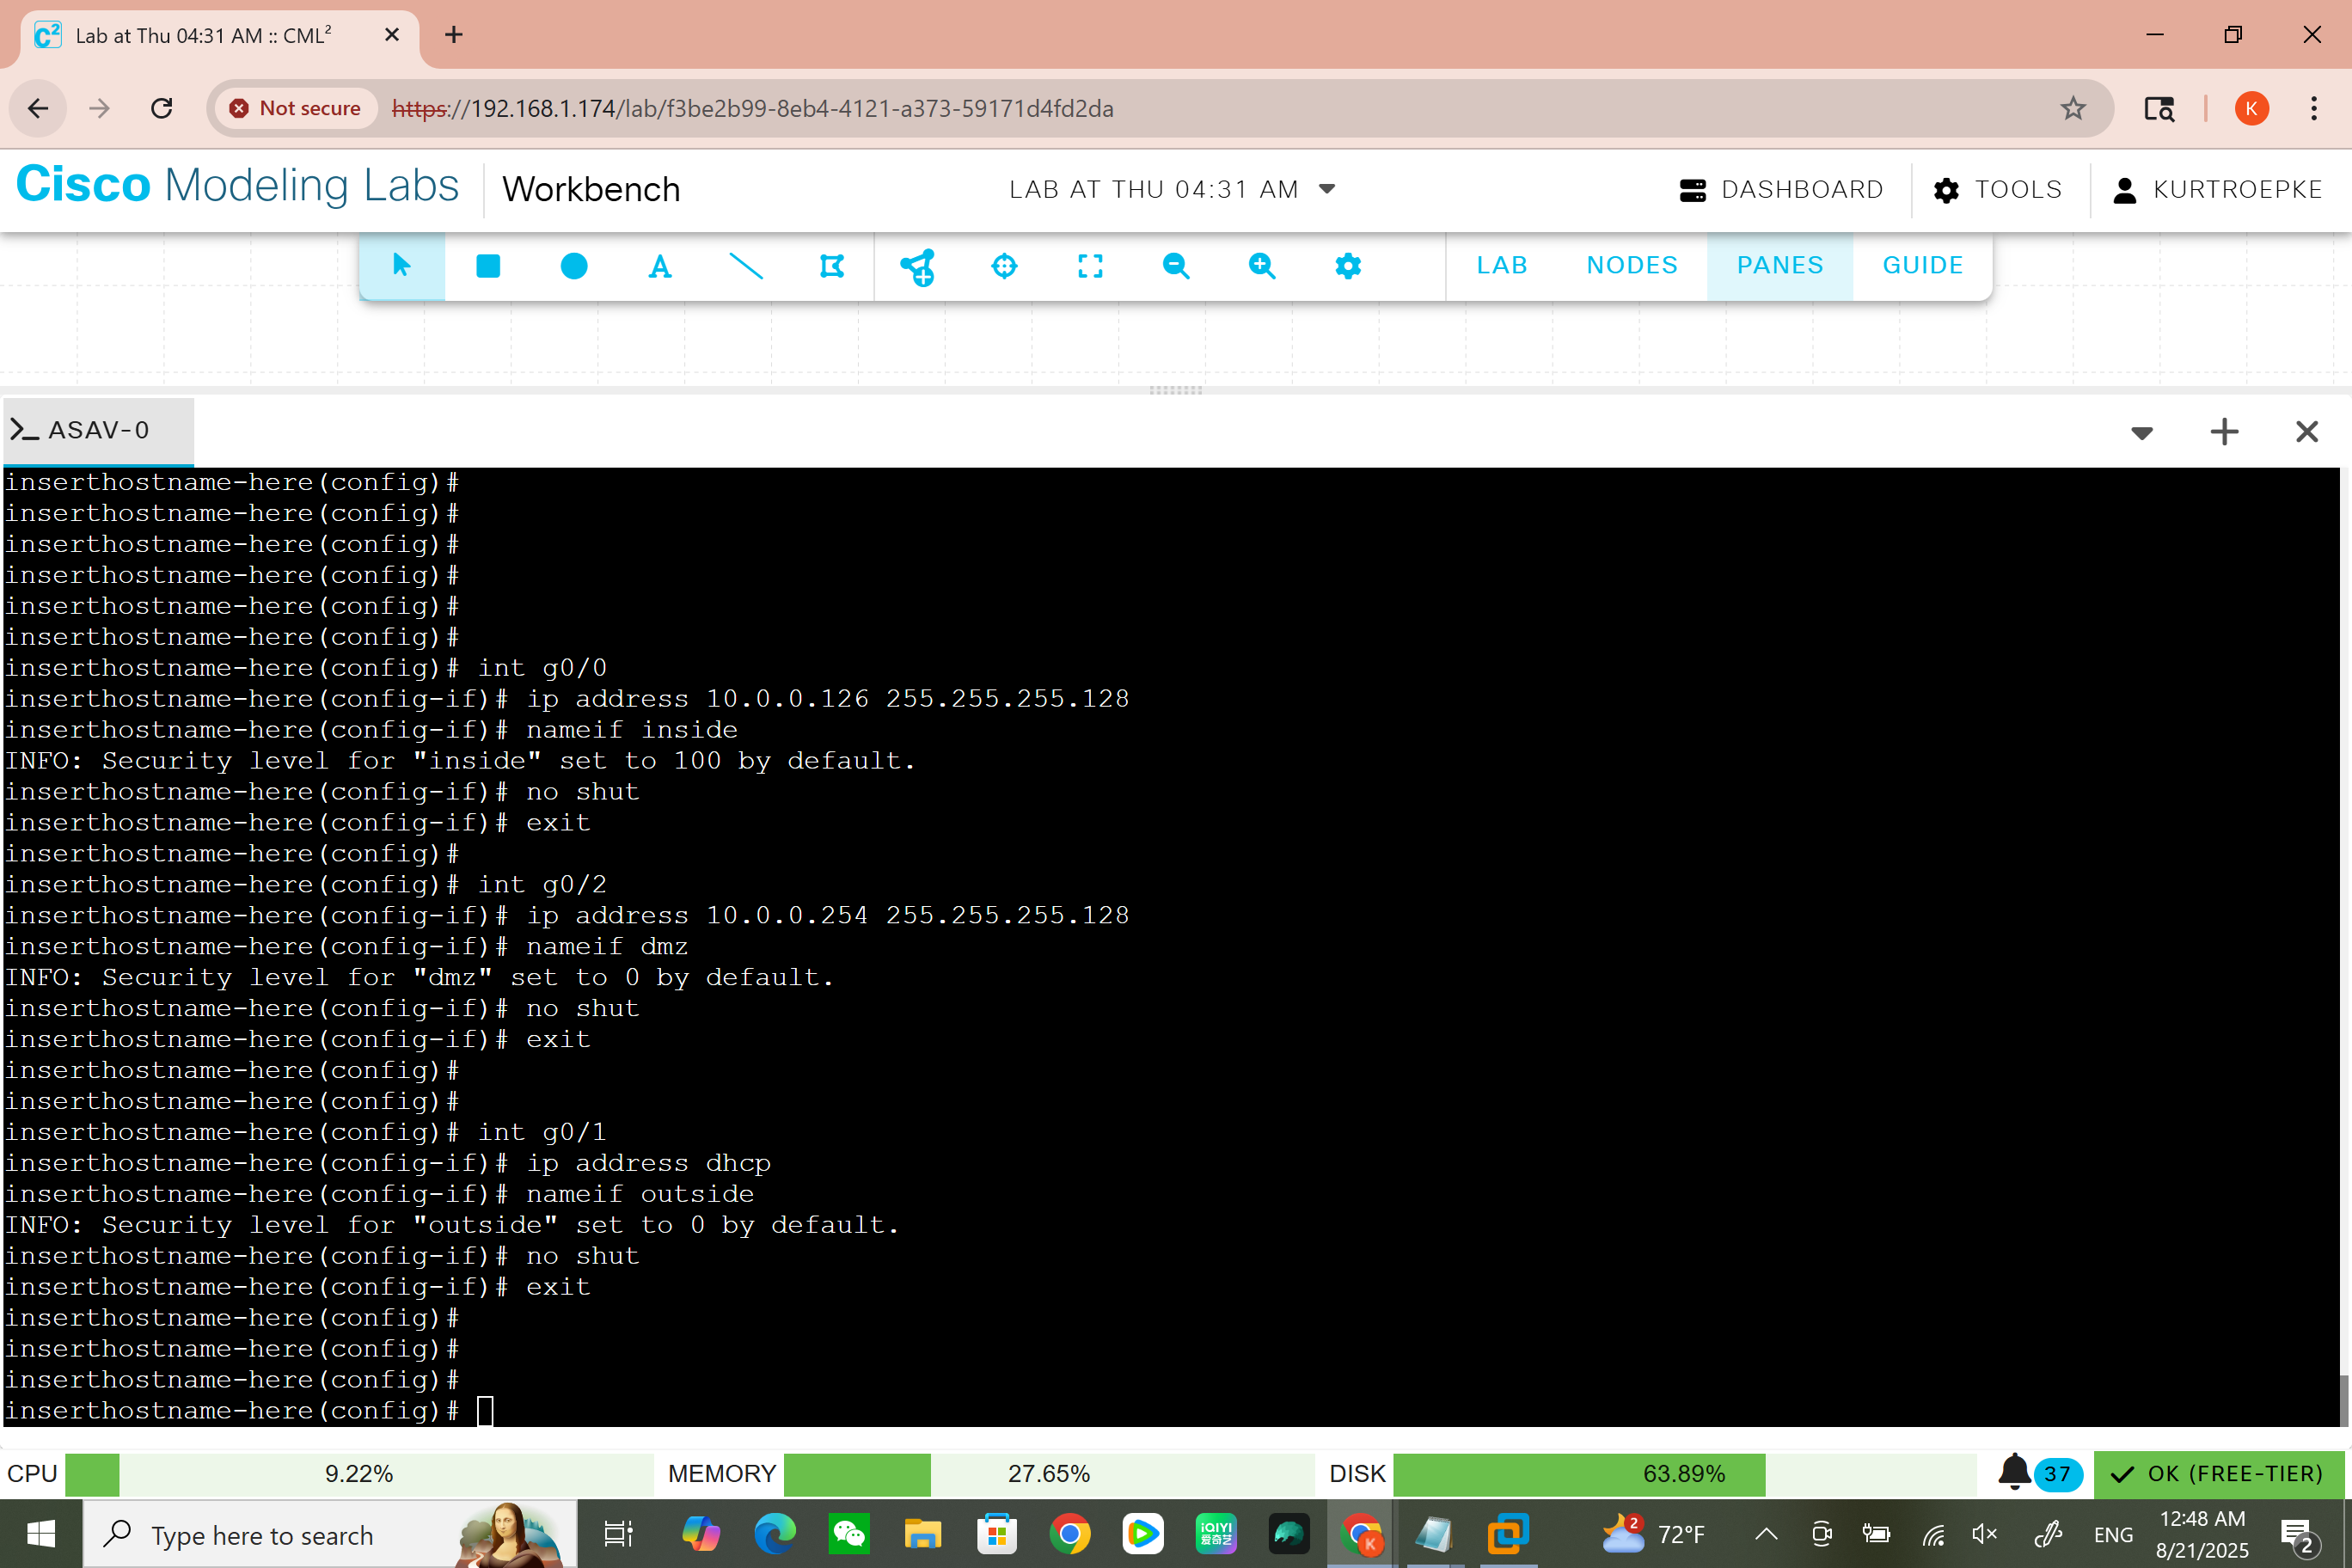 Lab at Thu 04:31 AM :: CML²
Not secure
https://192.168.1.174/lab/f3be2b99-8eb4-4121-a373-59171d4fd2da
K
Cisco Modeling Labs
Workbench
LAB AT THU 04:31 AM
DASHBOARD
TOOLS
KURTROEPKE
LAB
NODES
PANES
GUIDE
ASAV-0
inserthostname-here(config)#
inserthostname-here(config)#
inserthostname-here(config)#
inserthostname-here(config)#
inserthostname-here(config)#
inserthostname-here(config)#
inserthostname-here(config)# int g0/0
inserthostname-here(config-if)# ip address 10.0.0.126 255.255.255.128
inserthostname-here(config-if)# nameif inside
INFO: Security level for "inside" set to 100 by default.
inserthostname-here(config-if)# no shut
inserthostname-here(config-if)# exit
inserthostname-here(config)#
inserthostname-here(config)# int g0/2
inserthostname-here(config-if)# ip address 10.0.0.254 255.255.255.128
inserthostname-here(config-if)# nameif dmz
INFO: Security level for "dmz" set to 0 by default.
inserthostname-here(config-if)# no shut
inserthostname-here(config-if)# exit
inserthostname-here(config)#
inserthostname-here(config)#
inserthostname-here(config)# int g0/1
inserthostname-here(config-if)# ip address dhcp
inserthostname-here(config-if)# nameif outside
INFO: Security level for "outside" set to 0 by default.
inserthostname-here(config-if)# no shut
inserthostname-here(config-if)# exit
inserthostname-here(config)#
inserthostname-here(config)#
inserthostname-here(config)#
inserthostname-here(config)#
CPU 9.22% MEMORY 27.65% DISK 63.89% 37 OK (FREE-TIER)
Type here to search
iQIYI
爱奇艺
K
2
72°F
ENG
12:48 AM
8/21/2025
2